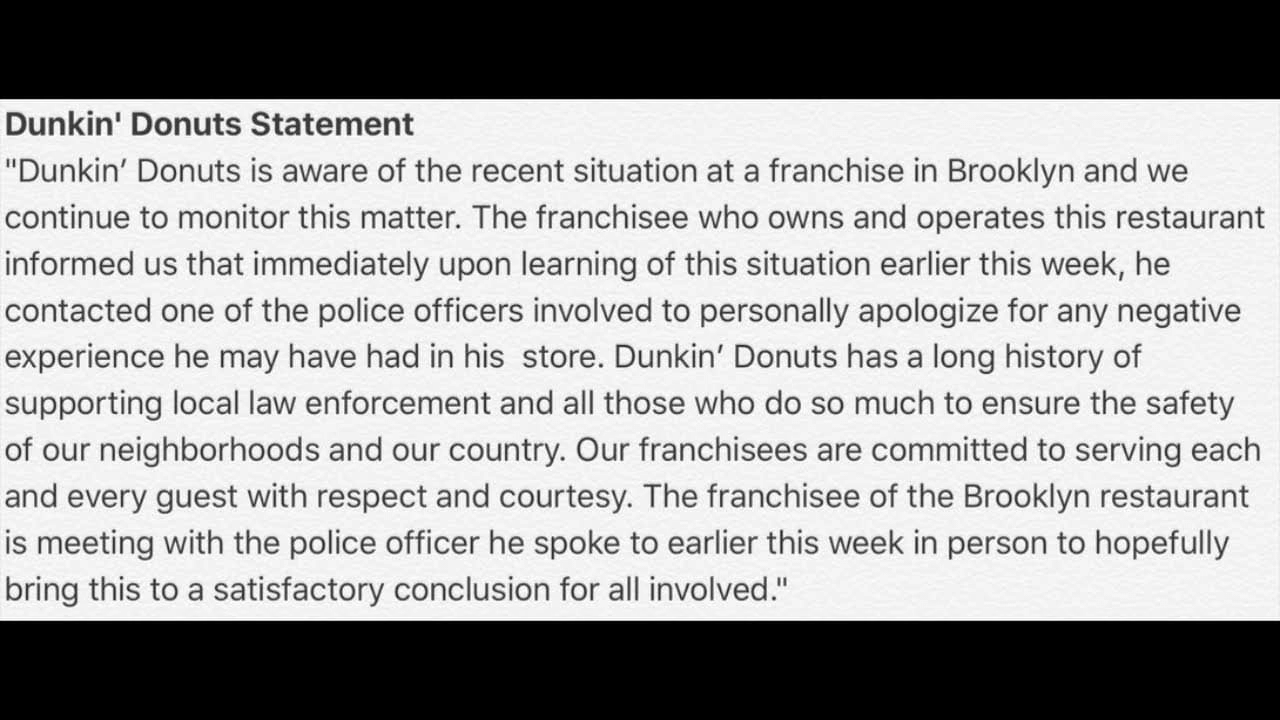 Dunkin' Donuts Statement
"Dunkin’ Donuts is aware of the recent situation at a franchise in Brooklyn and we
continue to monitor this matter. The franchisee who owns and operates this restaurant
informed us that immediately upon learning of this situation earlier this week, he
contacted one of the police officers involved to personally apologize for any negative
experience he may have had in his  store. Dunkin’ Donuts has a long history of
supporting local law enforcement and all those who do so much to ensure the safety
of our neighborhoods and our country. Our franchisees are committed to serving each
and every guest with respect and courtesy. The franchisee of the Brooklyn restaurant
is meeting with the police officer he spoke to earlier this week in person to hopefully
bring this to a satisfactory conclusion for all involved."